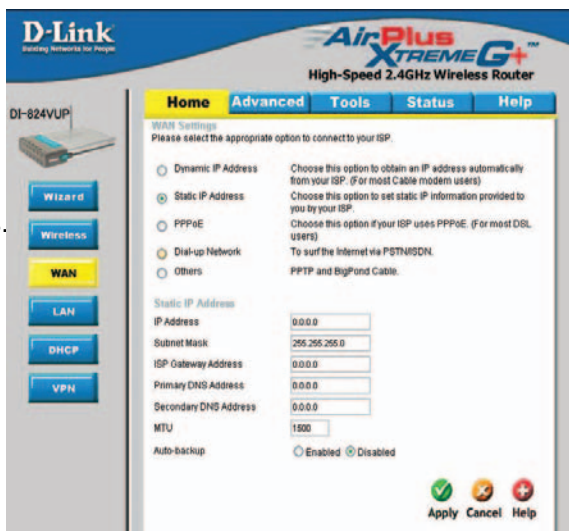 D-Link
Building Networks for People
AirPlus
XTREME G+™
High-Speed 2.4GHz Wireless Router
DI-824VUP
Home Advanced Tools Status Help
WAN Settings
Please select the appropriate option to connect to your ISP.
Dynamic IP Address Choose this option to obtain an IP address automatically
from your ISP. (For most Cable modem users)
Static IP Address Choose this option to set static IP information provided to
you by your ISP.
PPPoE Choose this option if your ISP uses PPPoE. (For most DSL
users)
Dial-up Network To surf the Internet via PSTN/ISDN.
Others PPTP and BigPond Cable.
Wizard
Wireless
WAN
LAN
DHCP
VPN
Static IP Address
IP Address 0.0.0.0
Subnet Mask 255.255.255.0
ISP Gateway Address 0.0.0.0
Primary DNS Address 0.0.0.0
Secondary DNS Address 0.0.0.0
MTU 1500
Auto-backup Enabled Disabled
Apply Cancel Help